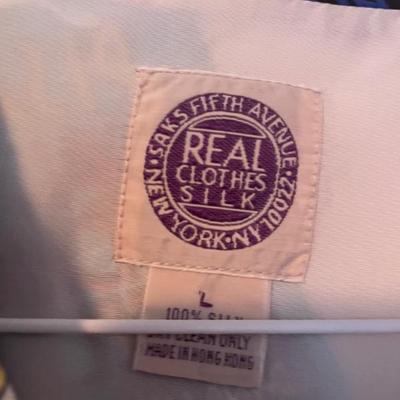 SAKS FIFTH AVENUE
REAL
CLOTHES
SILK
NEW YORK · NY 10022
L
100% SILK
DRY CLEAN ONLY
MADE IN HONG KONG